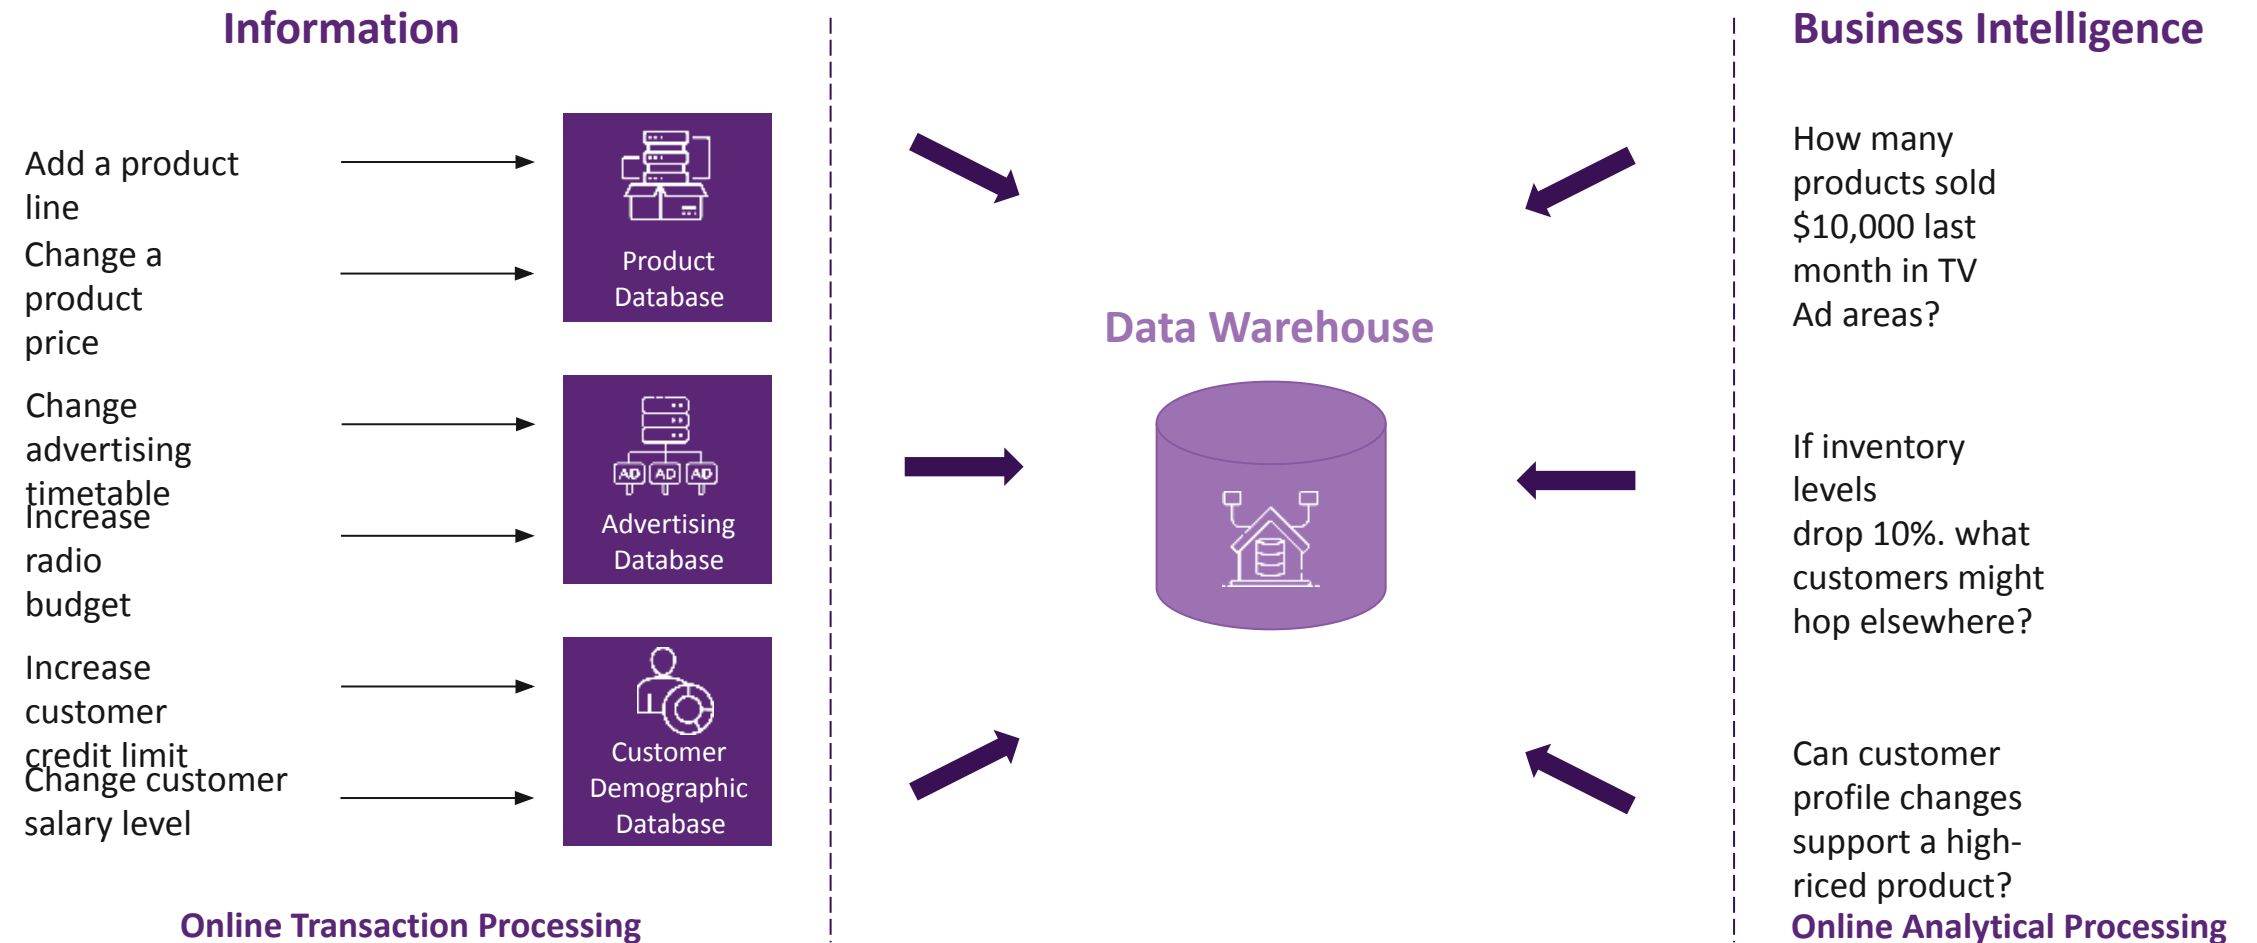 Information
Add a product
line
Change a
product
price
Change
advertising
timetable
Increase
radio
budget
Increase
customer
credit limit
Change customer
salary level
Product
Database
AD AD AD
Advertising
Database
Customer
Demographic
Database
Online Transaction Processing
Data Warehouse
Business Intelligence
How many
products sold
$10,000 last
month in TV
Ad areas?
If inventory
levels
drop 10%. what
customers might
hop elsewhere?
Can customer
profile changes
support a high-
riced product?
Online Analytical Processing